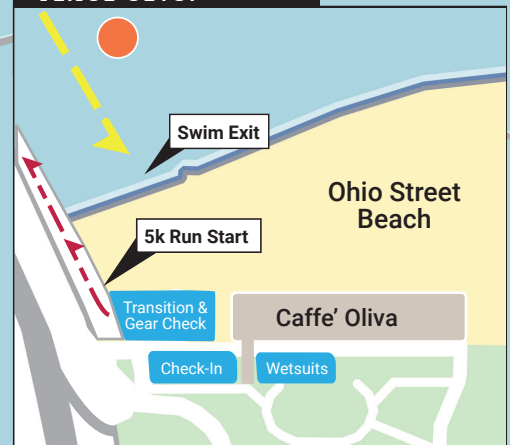 Swim Exit
Ohio Street
Beach
5k Run Start
Transition &
Gear Check
Caffe' Oliva
Check-In
Wetsuits